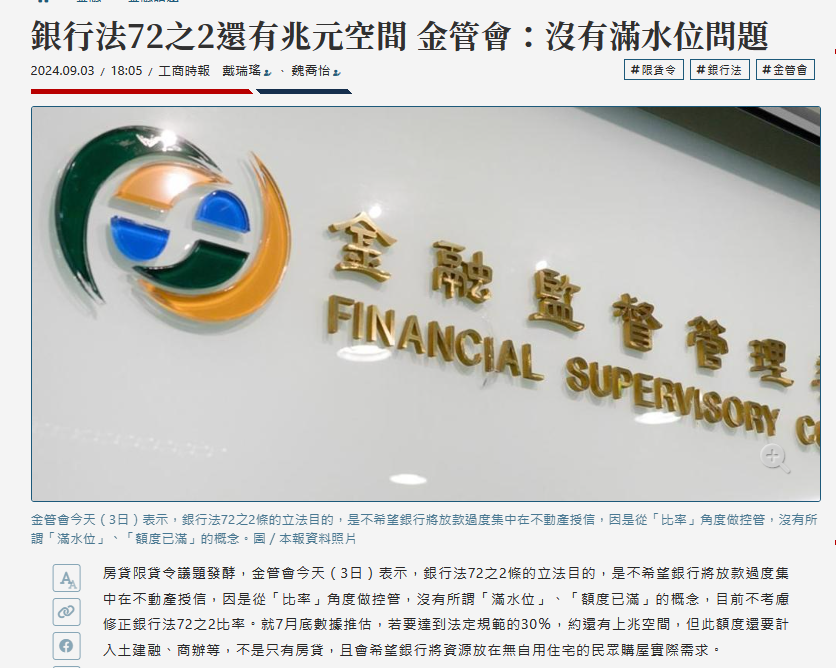 銀行法72之2還有兆元空間 金管會：沒有滿水位問題
2024.09.03 / 18:05 / 工商時報 戴瑞瑤 、 魏喬怡
#限貸令 #銀行法 #金管會
金融監督管理
FINANCIAL SUPERVISORY
金管會今天（3日）表示，銀行法72之2條的立法目的，是不希望銀行將放款過度集中在不動產授信，因是從「比率」角度做控管，沒有所
謂「滿水位」、「額度已滿」的概念。圖／本報資料照片
房貸限貸令議題發酵，金管會今天（3日）表示，銀行法72之2條的立法目的，是不希望銀行將放款過度集
中在不動產授信，因是從「比率」角度做控管，沒有所謂「滿水位」、「額度已滿」的概念，目前不考慮
修正銀行法72之2比率。就7月底數據推估，若要達到法定規範的30%，約還有上兆空間，但此額度還要計
入土建融、商辦等，不是只有房貸，且會希望銀行將資源放在無自用住宅的民眾購屋實際需求。